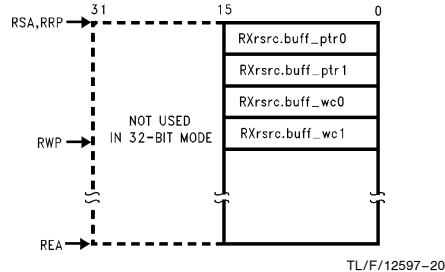 31 15 0
RSA,RRP
RXrsrc.buff_ptr0
RXrsrc.buff_ptr1
NOT USED
IN 32-BIT MODE
RXrsrc.buff_wc0
RWP
RXrsrc.buff_wc1
REA
TL/F/12597–20